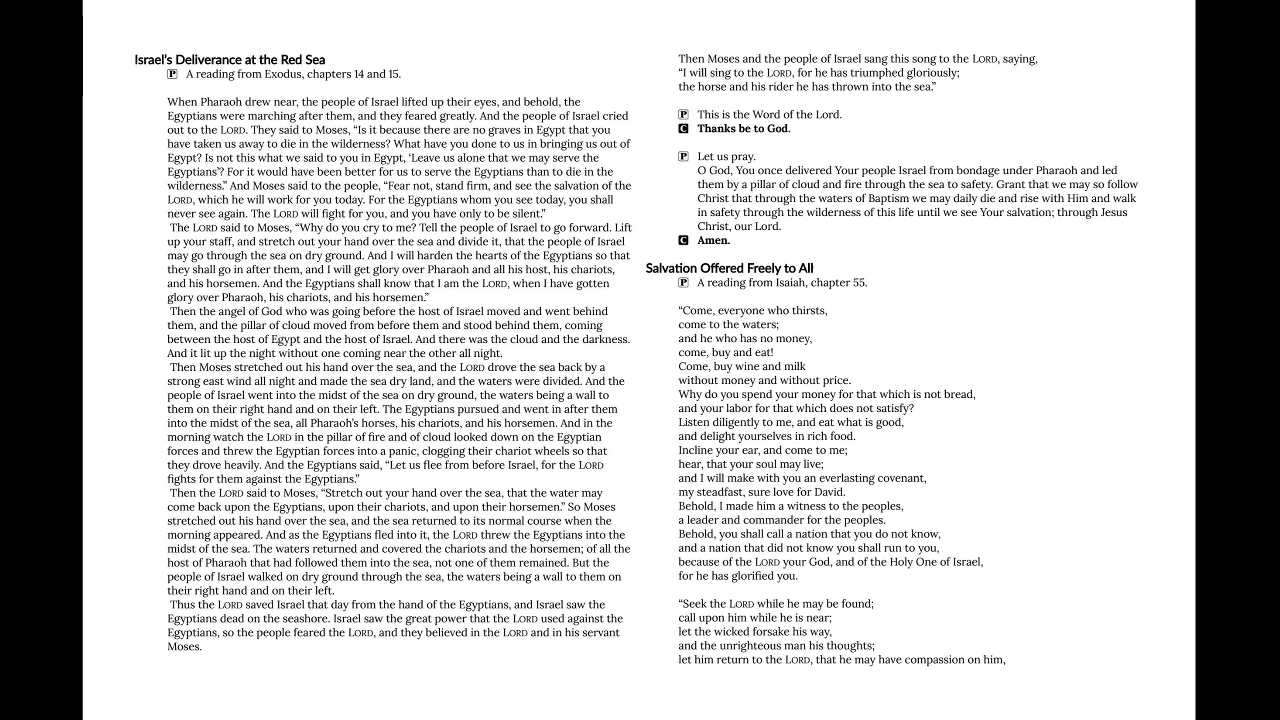 Israel's Deliverance at the Red Sea
P A reading from Exodus, chapters 14 and 15.
When Pharaoh drew near, the people of Israel lifted up their eyes, and behold, the
Egyptians were marching after them, and they feared greatly. And the people of Israel cried
out to the LORD. They said to Moses, “Is it because there are no graves in Egypt that you
have taken us away to die in the wilderness? What have you done to us in bringing us out of
Egypt? Is not this what we said to you in Egypt, ‘Leave us alone that we may serve the
Egyptians’? For it would have been better for us to serve the Egyptians than to die in the
wilderness.” And Moses said to the people, “Fear not, stand firm, and see the salvation of the
LORD, which he will work for you today. For the Egyptians whom you see today, you shall
never see again. The LORD will fight for you, and you have only to be silent.”
The LORD said to Moses, “Why do you cry to me? Tell the people of Israel to go forward. Lift
up your staff, and stretch out your hand over the sea and divide it, that the people of Israel
may go through the sea on dry ground. And I will harden the hearts of the Egyptians so that
they shall go in after them, and I will get glory over Pharaoh and all his host, his chariots,
and his horsemen. And the Egyptians shall know that I am the LORD, when I have gotten
glory over Pharaoh, his chariots, and his horsemen.”
Then the angel of God who was going before the host of Israel moved and went behind
them, and the pillar of cloud moved from before them and stood behind them, coming
between the host of Egypt and the host of Israel. And there was the cloud and the darkness.
And it lit up the night without one coming near the other all night.
Then Moses stretched out his hand over the sea, and the LORD drove the sea back by a
strong east wind all night and made the sea dry land, and the waters were divided. And the
people of Israel went into the midst of the sea on dry ground, the waters being a wall to
them on their right hand and on their left. The Egyptians pursued and went in after them
into the midst of the sea, all Pharaoh’s horses, his chariots, and his horsemen. And in the
morning watch the LORD in the pillar of fire and of cloud looked down on the Egyptian
forces and threw the Egyptian forces into a panic, clogging their chariot wheels so that
they drove heavily. And the Egyptians said, “Let us flee from before Israel, for the LORD
fights for them against the Egyptians.”
Then the LORD said to Moses, “Stretch out your hand over the sea, that the water may
come back upon the Egyptians, upon their chariots, and upon their horsemen.” So Moses
stretched out his hand over the sea, and the sea returned to its normal course when the
morning appeared. And as the Egyptians fled into it, the LORD threw the Egyptians into the
midst of the sea. The waters returned and covered the chariots and the horsemen; of all the
host of Pharaoh that had followed them into the sea, not one of them remained. But the
people of Israel walked on dry ground through the sea, the waters being a wall to them on
their right hand and on their left.
Thus the LORD saved Israel that day from the hand of the Egyptians, and Israel saw the
Egyptians dead on the seashore. Israel saw the great power that the LORD used against the
Egyptians, so the people feared the LORD, and they believed in the LORD and in his servant
Moses.
Then Moses and the people of Israel sang this song to the LORD, saying,
“I will sing to the LORD, for he has triumphed gloriously;
the horse and his rider he has thrown into the sea.”
P This is the Word of the Lord.
C Thanks be to God.
P Let us pray.
O God, You once delivered Your people Israel from bondage under Pharaoh and led
them by a pillar of cloud and fire through the sea to safety. Grant that we may so follow
Christ that through the waters of Baptism we may daily die and rise with Him and walk
in safety through the wilderness of this life until we see Your salvation; through Jesus
Christ, our Lord.
C Amen.
Salvation Offered Freely to All
P A reading from Isaiah, chapter 55.
“Come, everyone who thirsts,
come to the waters;
and he who has no money,
come, buy and eat!
Come, buy wine and milk
without money and without price.
Why do you spend your money for that which is not bread,
and your labor for that which does not satisfy?
Listen diligently to me, and eat what is good,
and delight yourselves in rich food.
Incline your ear, and come to me;
hear, that your soul may live;
and I will make with you an everlasting covenant,
my steadfast, sure love for David.
Behold, I made him a witness to the peoples,
a leader and commander for the peoples.
Behold, you shall call a nation that you do not know,
and a nation that did not know you shall run to you,
because of the LORD your God, and of the Holy One of Israel,
for he has glorified you.
“Seek the LORD while he may be found;
call upon him while he is near;
let the wicked forsake his way,
and the unrighteous man his thoughts;
let him return to the LORD, that he may have compassion on him,